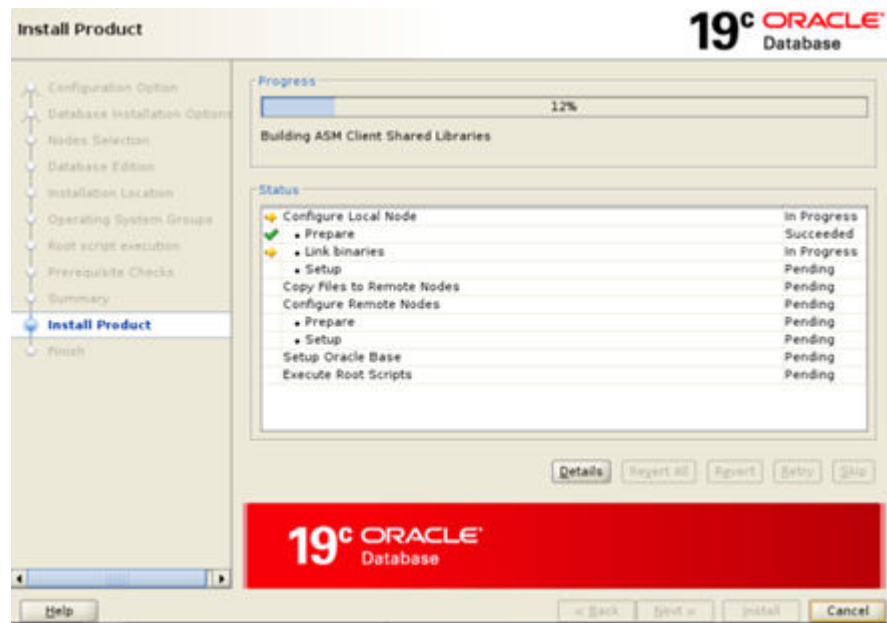 Install Product
19c ORACLE
Database
Configuration Option
Database Installation Options
Nodes Selection
Database Edition
Installation Location
Operating System Groups
Root script execution
Prerequisite Checks
Summary
Install Product
Finish
Progress
12%
Building ASM Client Shared Libraries
Status
Configure Local Node In Progress
• Prepare Succeeded
• Link binaries In Progress
• Setup Pending
Copy Files to Remote Nodes Pending
Configure Remote Nodes Pending
• Prepare Pending
• Setup Pending
Setup Oracle Base Pending
Execute Root Scripts Pending
Details Revert All Revert Retry Skip
19c ORACLE
Database
Help < Back Next > Install Cancel